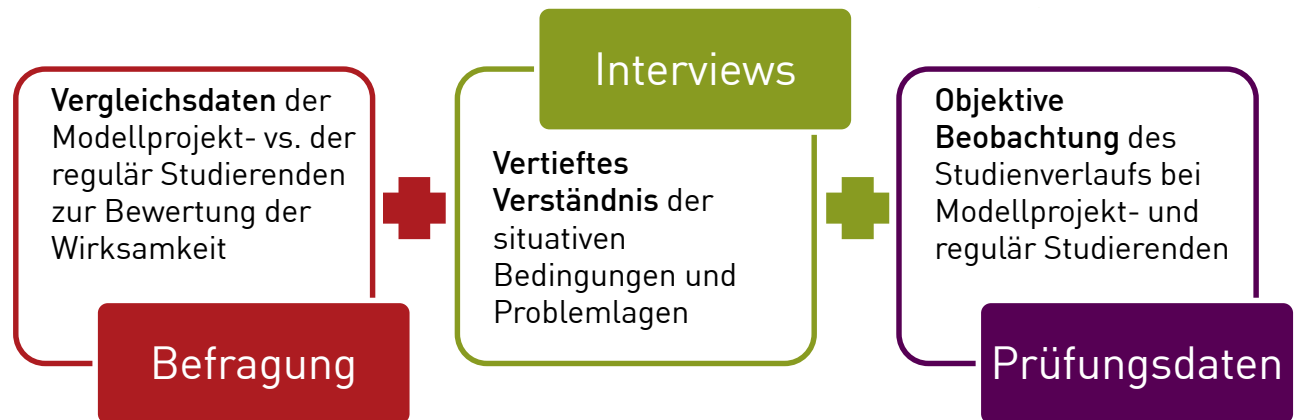 Vergleichsdaten der
Modellprojekt- vs. der
regulär Studierenden
zur Bewertung der
Wirksamkeit
Befragung
Interviews
Vertieftes
Verständnis der
situativen
Bedingungen und
Problemlagen
Objektive
Beobachtung des
Studienverlaufs bei
Modellprojekt- und
regulär Studierenden
Prüfungsdaten